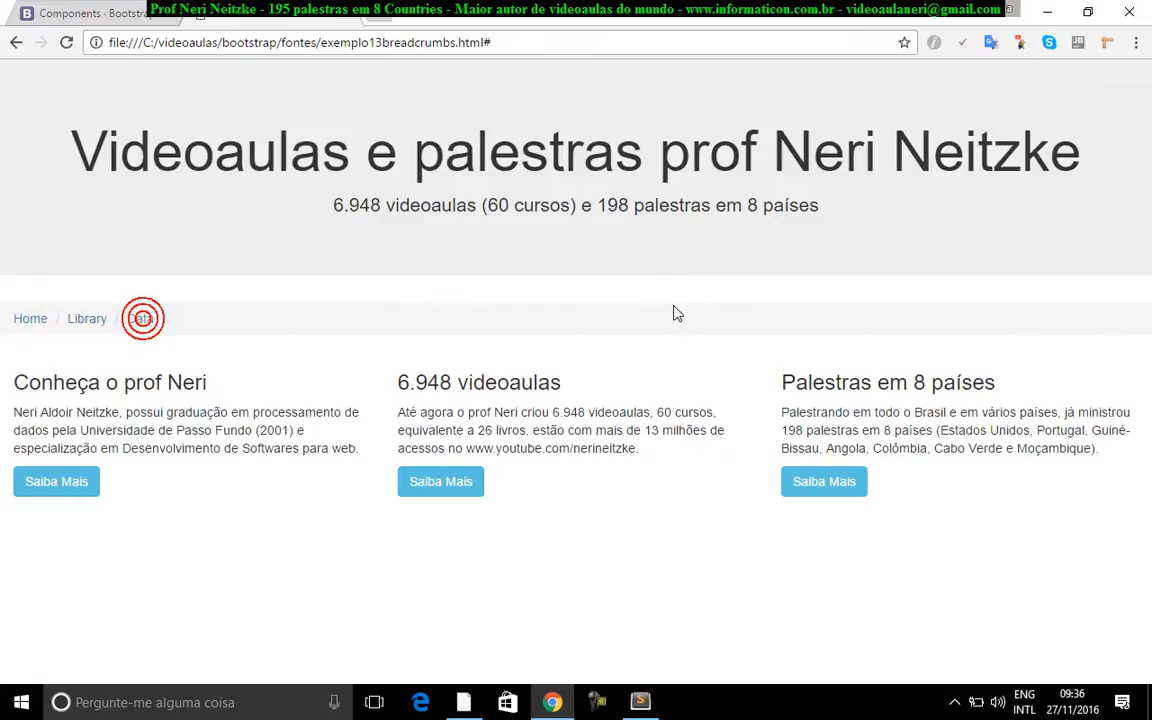 Prof Neri Neitzke - 195 palestras em 8 Countries - Maior autor de videoaulas do mundo - www.informaticon.com.br - videoaulaneri@gmail.com
Components - Bootstrap
file:///C:/videoaulas/bootstrap/fontes/exemplo13breadcrumbs.html#
Videoaulas e palestras prof Neri Neitzke
6.948 videoaulas (60 cursos) e 198 palestras em 8 países
Home / Library / Data
Conheça o prof Neri
Neri Aldoir Neitzke, possui graduação em processamento de
dados pela Universidade de Passo Fundo (2001) e
especialização em Desenvolvimento de Softwares para web.
Saiba Mais
6.948 videoaulas
Até agora o prof Neri criou 6.948 videoaulas, 60 cursos,
equivalente a 26 livros, estão com mais de 13 milhões de
acessos no www.youtube.com/nerineitzke.
Saiba Mais
Palestras em 8 países
Palestrando em todo o Brasil e em vários países, já ministrou
198 palestras em 8 países (Estados Unidos, Portugal, Guiné-
Bissau, Angola, Colômbia, Cabo Verde e Moçambique).
Saiba Mais
Pergunte-me alguma coisa
ENG
INTL
09:36
27/11/2016